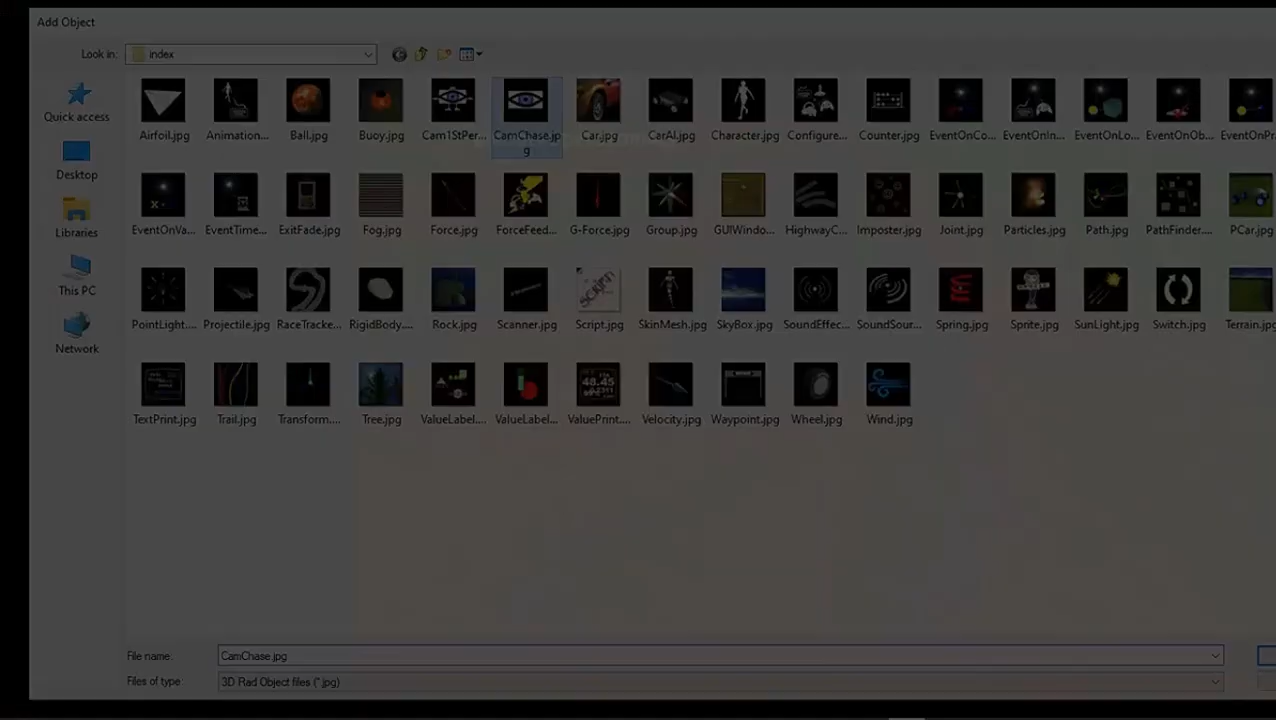 Add Object
Look in: index
Quick access
Desktop
Libraries
This PC
Network
Airfoil.jpg Animation... Ball.jpg Buoy.jpg Cam1StPer... CamChase.jp
g Car.jpg CarAI.jpg Character.jpg Configure... Counter.jpg EventOnCo... EventOnIn... EventOnLo... EventOnOb... EventOnPr
EventOnVa... EventTime... ExitFade.jpg Fog.jpg Force.jpg ForceFeed... G-Force.jpg Group.jpg GUIWindo... HighwayC... Imposter.jpg Joint.jpg Particles.jpg Path.jpg PathFinder.... PCar.jpg
PointLight.... Projectile.jpg RaceTracke... RigidBody.... Rock.jpg Scanner.jpg Script.jpg SkinMesh.jpg SkyBox.jpg SoundEffec... SoundSour... Spring.jpg Sprite.jpg SunLight.jpg Switch.jpg Terrain.jpg
TextPrint.jpg Trail.jpg Transform.... Tree.jpg ValueLabel.... ValueLabel... ValuePrint.... Velocity.jpg Waypoint.jpg Wheel.jpg Wind.jpg
File name: CamChase.jpg
Files of type: 3D Rad Object files (*.jpg)